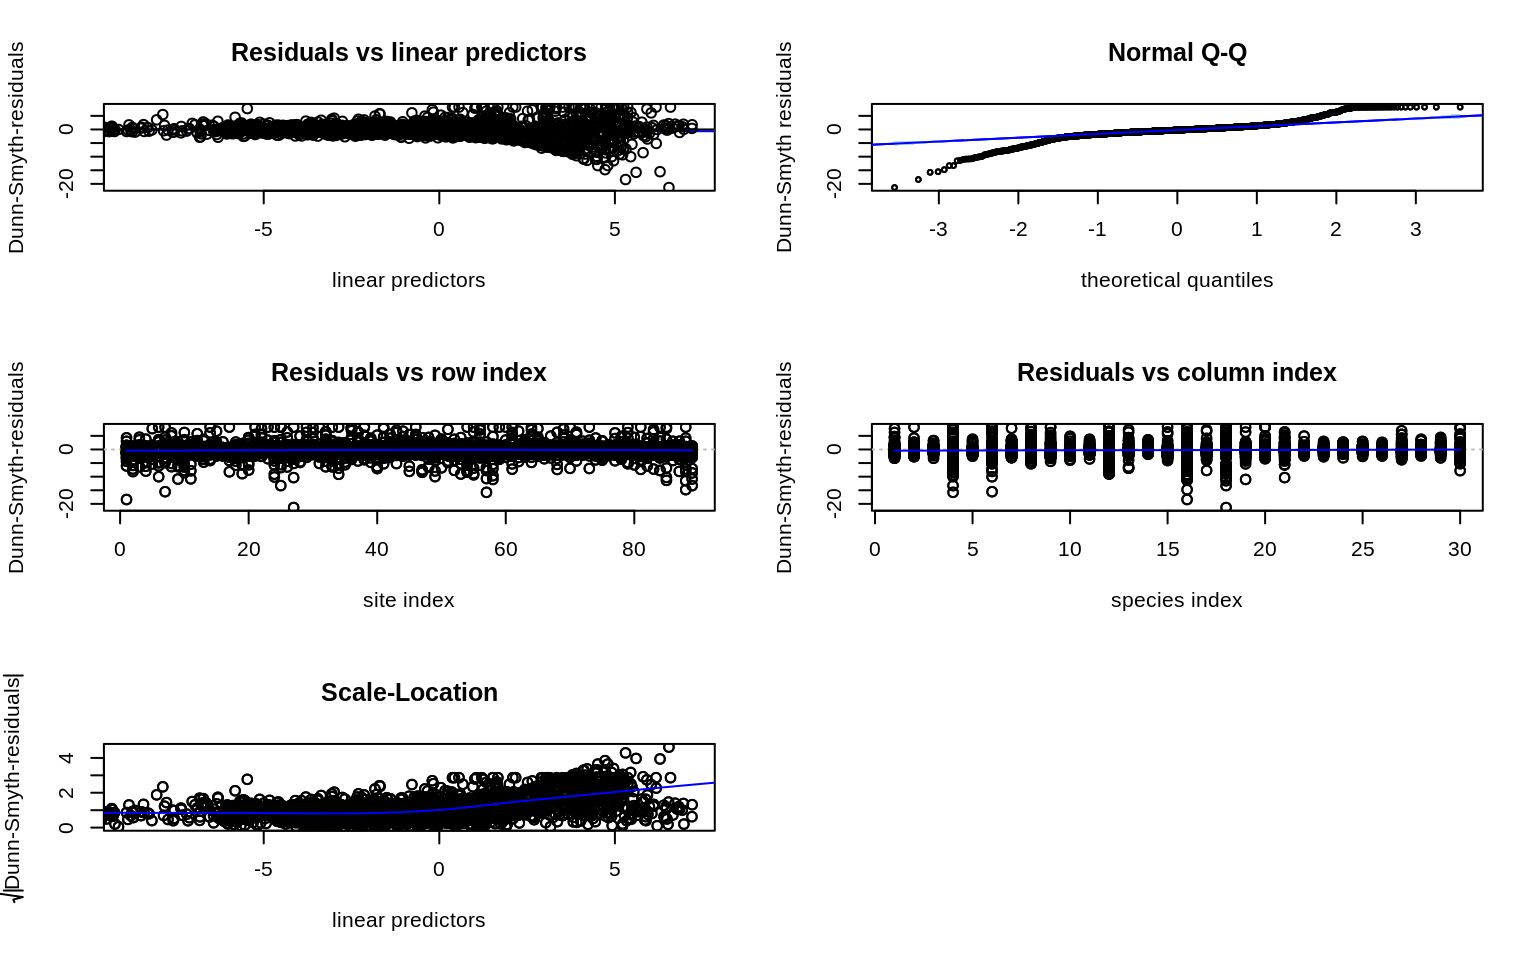 Residuals vs linear predictors
Dunn-Smyth-residuals
0
-20
-5 0 5
linear predictors
Normal Q-Q
Dunn-Smyth residuals
0
-20
-3 -2 -1 0 1 2 3
theoretical quantiles
Residuals vs row index
Dunn-Smyth-residuals
0
-20
0 20 40 60 80
site index
Residuals vs column index
Dunn-Smyth-residuals
0
-20
0 5 10 15 20 25 30
species index
Scale-Location
√|Dunn-Smyth-residuals|
4
2
0
-5 0 5
linear predictors